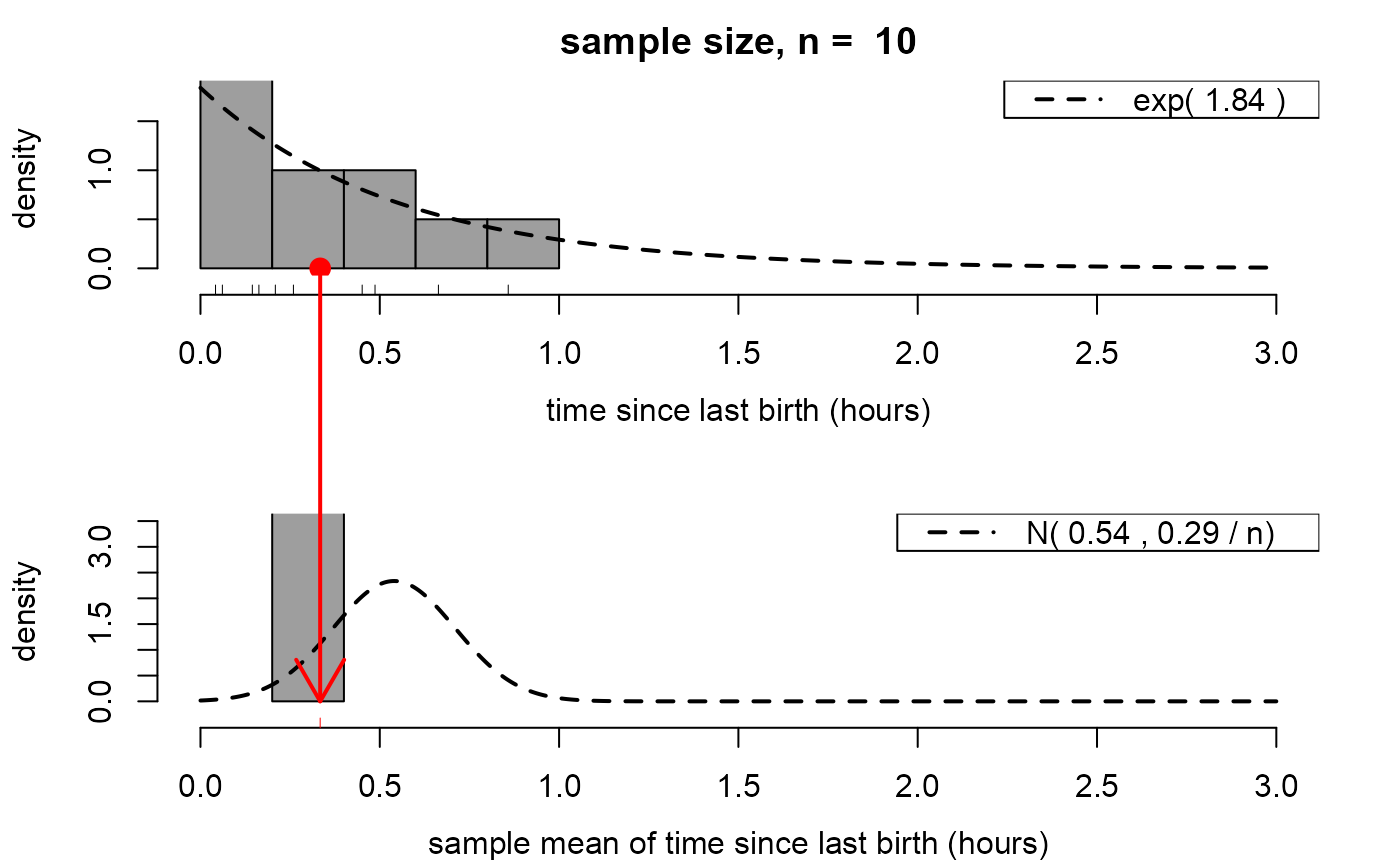 sample size, n =  10
exp( 1.84 )
density
1.0
0.0
0.0 0.5 1.0 1.5 2.0 2.5 3.0
time since last birth (hours)
N( 0.54 , 0.29 / n)
density
3.0
1.5
0.0
0.0 0.5 1.0 1.5 2.0 2.5 3.0
sample mean of time since last birth (hours)